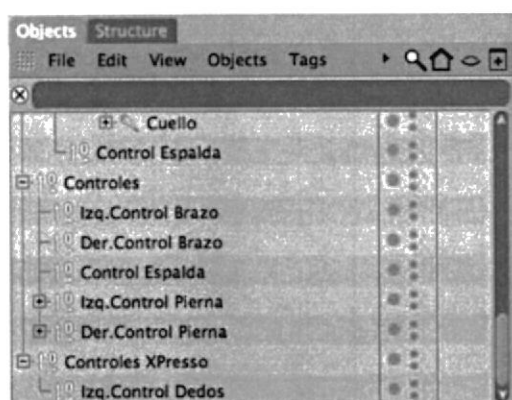 Objects Structure
File Edit View Objects Tags
Cuello
Control Espalda
Controles
Izq.Control Brazo
Der.Control Brazo
Control Espalda
Izq.Control Pierna
Der.Control Pierna
Controles XPresso
Izq.Control Dedos